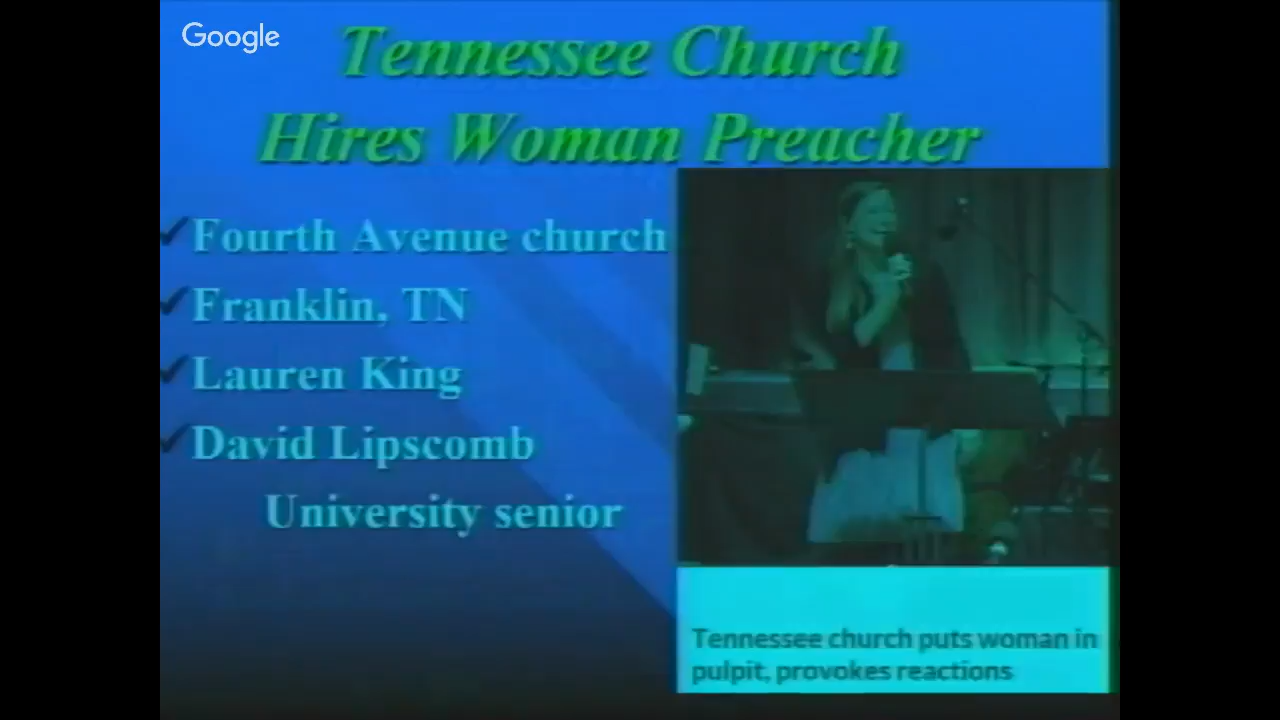 Google
Tennessee Church
Hires Woman Preacher
Fourth Avenue church
Franklin, TN
Lauren King
David Lipscomb
University senior
Tennessee church puts woman in
pulpit, provokes reactions